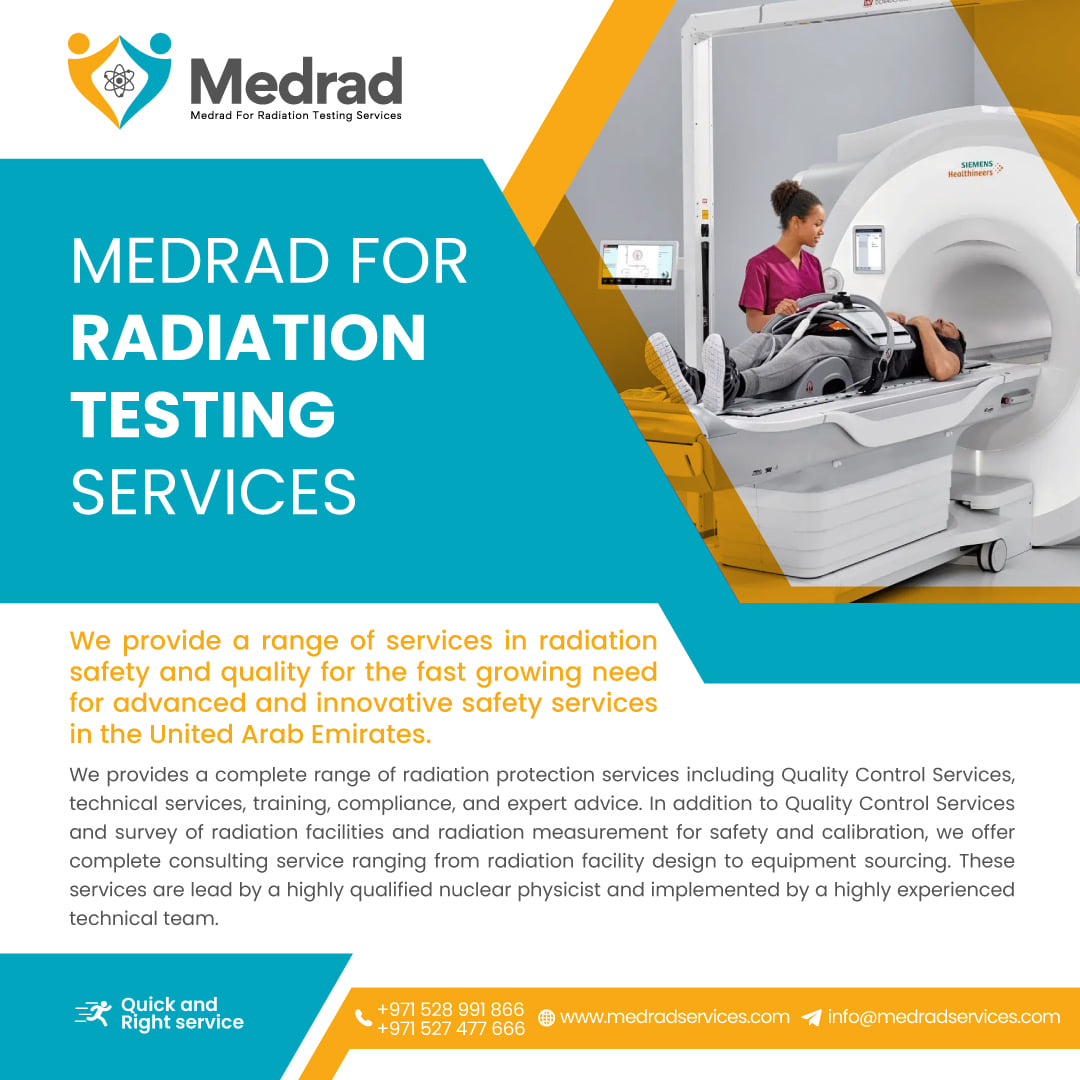 Medrad
Medrad For Radiation Testing Services
SIEMENS
Healthineers
MEDRAD FOR
RADIATION
TESTING
SERVICES
We provide a range of services in radiation
safety and quality for the fast growing need
for advanced and innovative safety services
in the United Arab Emirates.
We provides a complete range of radiation protection services including Quality Control Services,
technical services, training, compliance, and expert advice. In addition to Quality Control Services
and survey of radiation facilities and radiation measurement for safety and calibration, we offer
complete consulting service ranging from radiation facility design to equipment sourcing. These
services are lead by a highly qualified nuclear physicist and implemented by a highly experienced
technical team.
Quick and
Right service
+971 528 991 866
+971 527 477 666
www.medradservices.com
info@medradservices.com